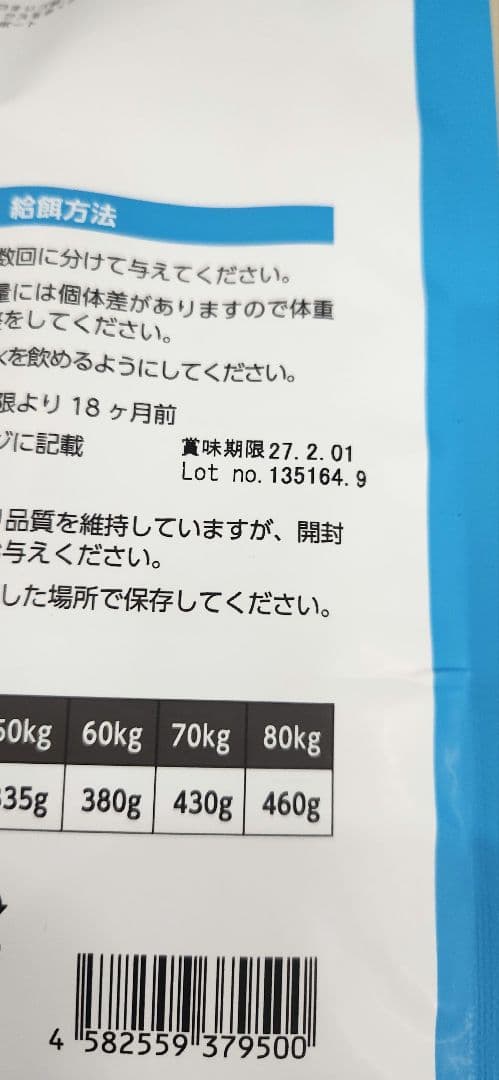 給餌方法
数回に分けて与えてください。
量には個体差がありますので体重
をしてください。
を飲めるようにしてください。
限より 18 ヶ月前
ジに記載
賞味期限27.2.01
Lot no.135164.9
品質を維持していますが、開封
与えください。
した場所で保存してください。
50kg 60kg 70kg 80kg
335g 380g 430g 460g
4 582559 379500